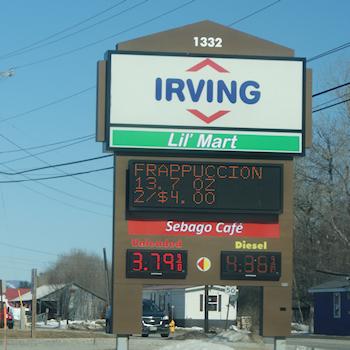 1332
IRVING
Lil' Mart
FRAPPUCCION
13.7 OZ
2/$4.00
Sebago Café
Unleaded Diesel
3.79 4.36